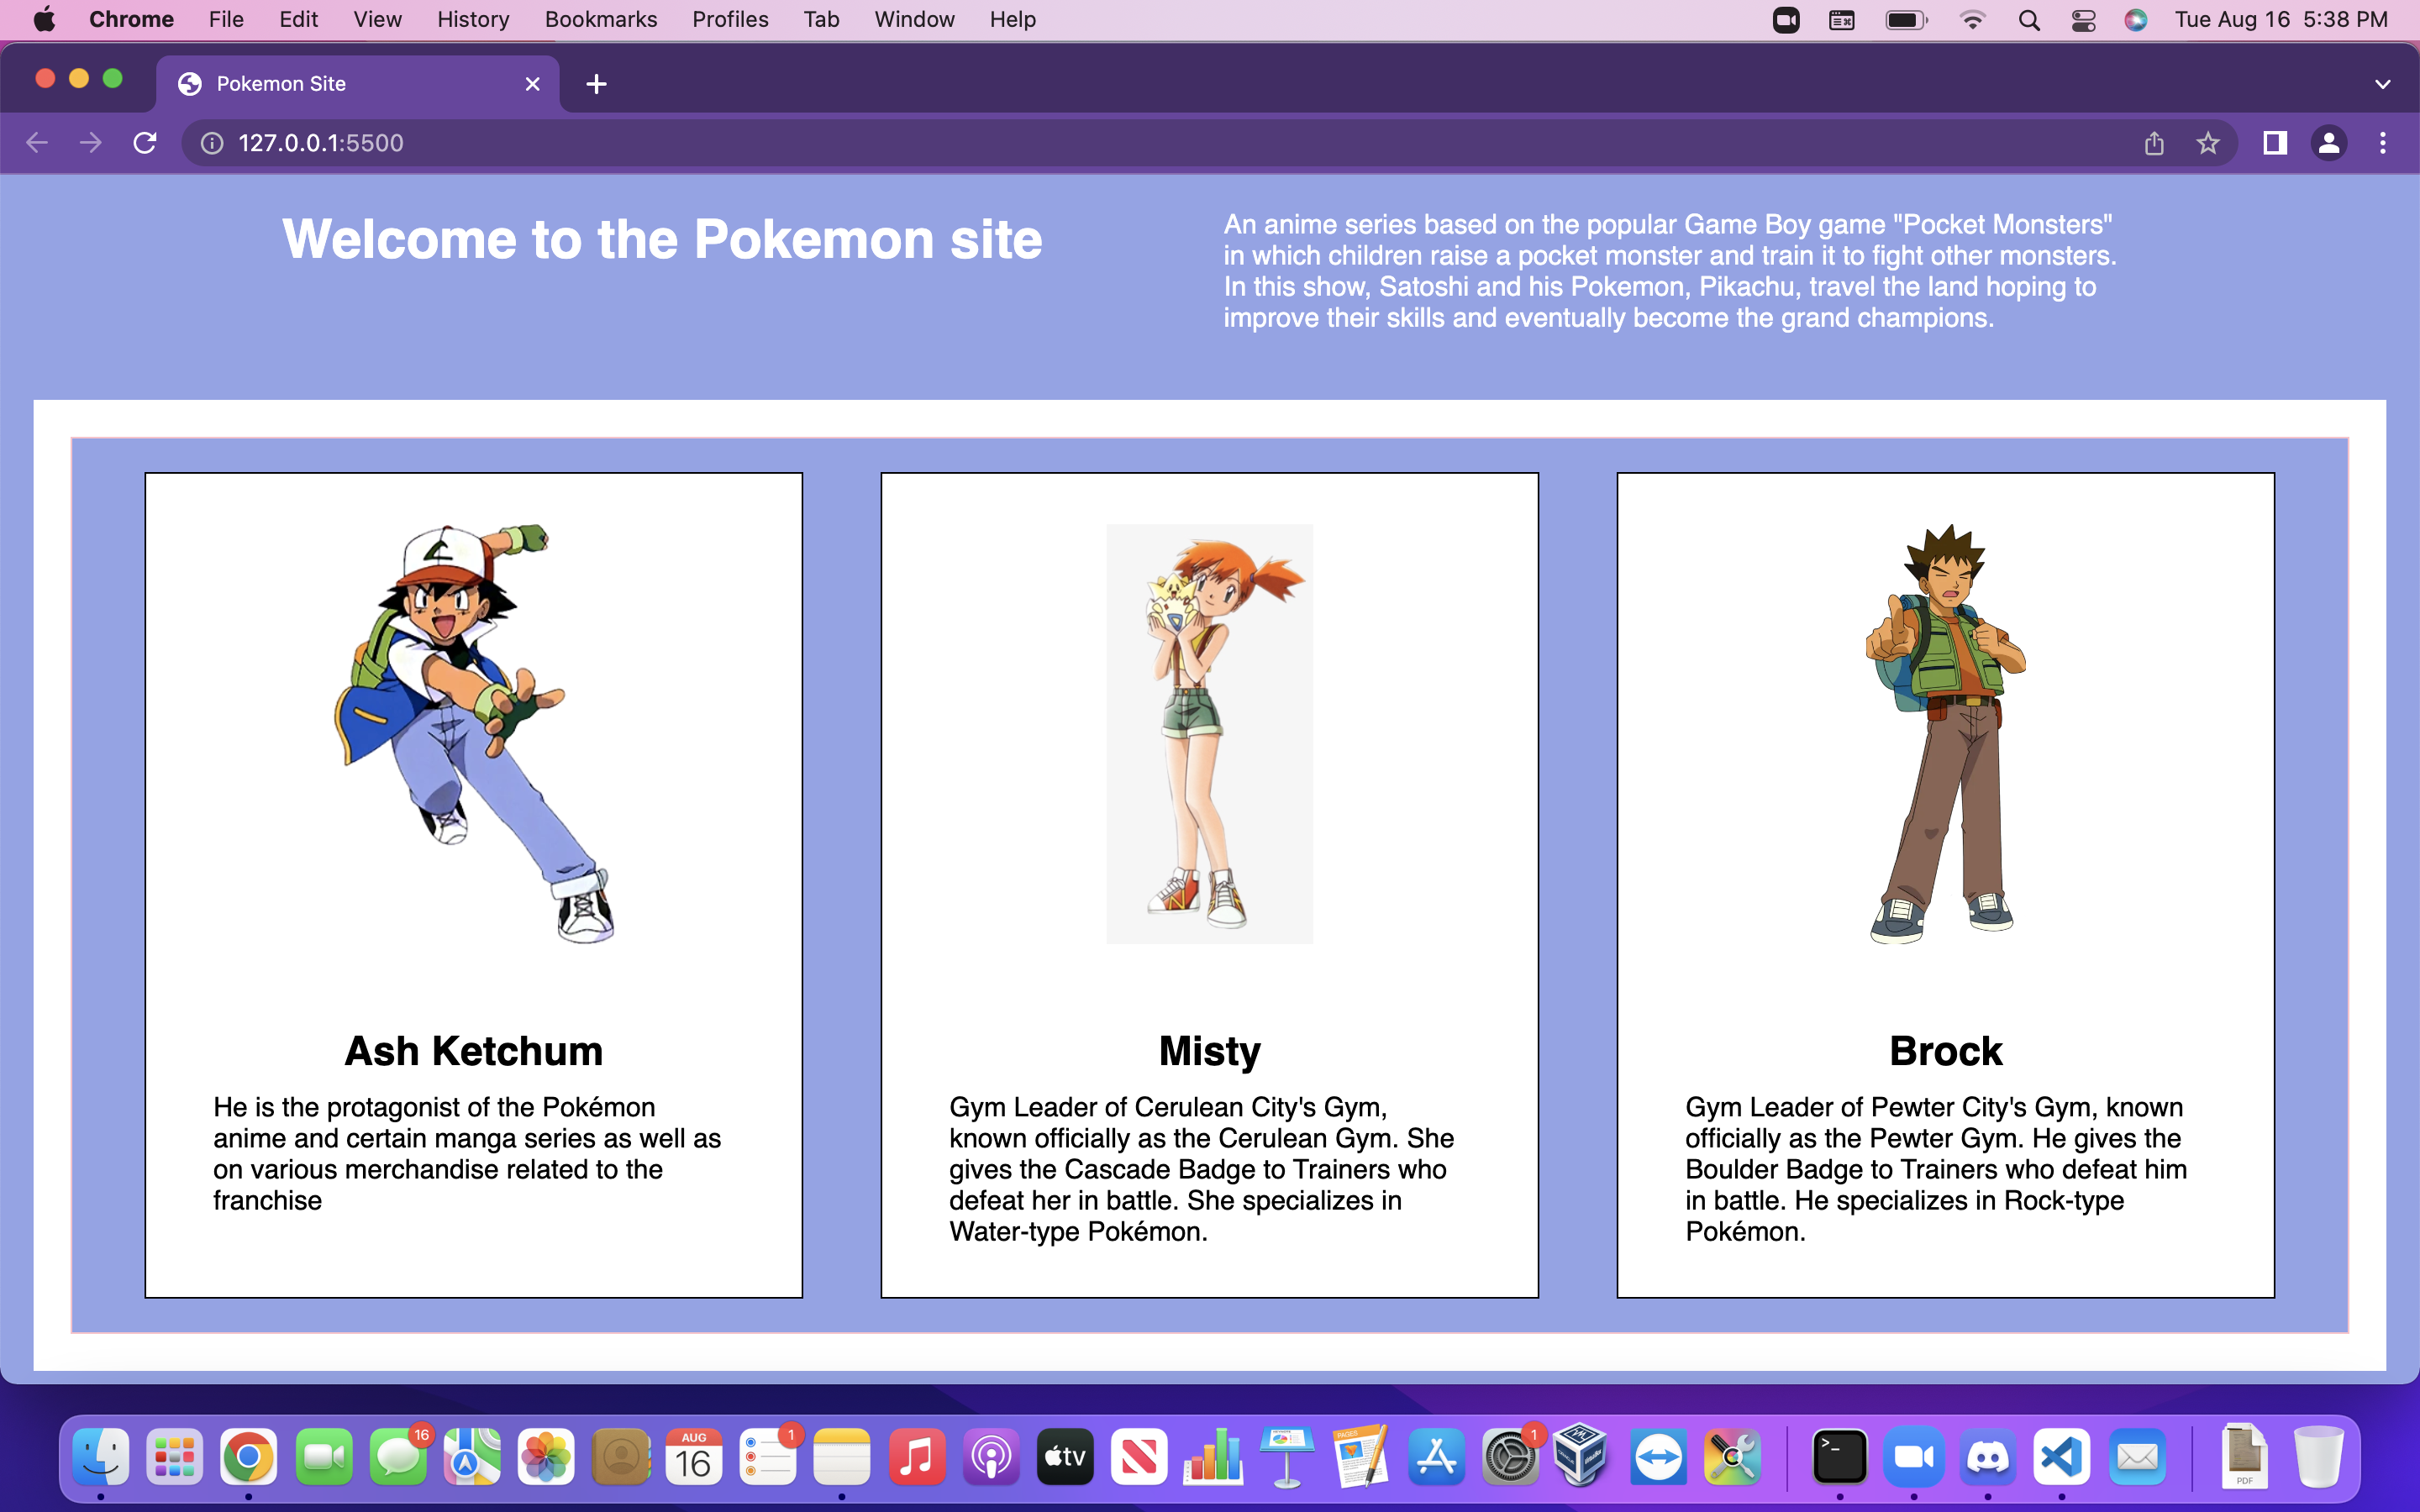 Chrome File Edit View History Bookmarks Profiles Tab Window Help Tue Aug 16 5:38 PM
Pokemon Site
127.0.0.1:5500
Welcome to the Pokemon site
An anime series based on the popular Game Boy game "Pocket Monsters"
in which children raise a pocket monster and train it to fight other monsters.
In this show, Satoshi and his Pokemon, Pikachu, travel the land hoping to
improve their skills and eventually become the grand champions.
Ash Ketchum
He is the protagonist of the Pokémon
anime and certain manga series as well as
on various merchandise related to the
franchise
Misty
Gym Leader of Cerulean City's Gym,
known officially as the Cerulean Gym. She
gives the Cascade Badge to Trainers who
defeat her in battle. She specializes in
Water-type Pokémon.
Brock
Gym Leader of Pewter City's Gym, known
officially as the Pewter Gym. He gives the
Boulder Badge to Trainers who defeat him
in battle. He specializes in Rock-type
Pokémon.
16
AUG
16
1
tv
PAGES
1
>_
PDF